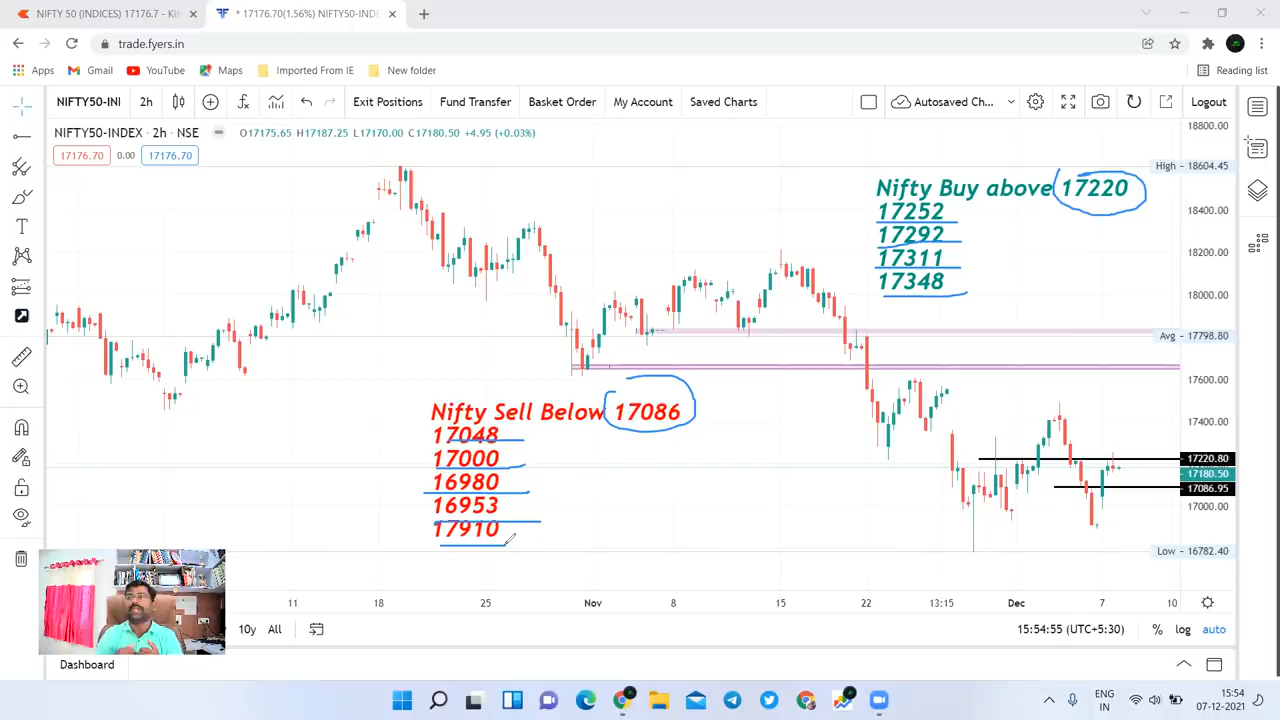 NIFTY 50 (INDICES) 17176.7 - Kit
* 17176.70(1.56%) NIFTY50-INDE
trade.fyers.in
Apps Gmail YouTube Maps Imported From IE New folder Reading list
NIFTY50-INI 2h Exit Positions Fund Transfer Basket Order My Account Saved Charts Autosaved Ch... Logout
NIFTY50-INDEX · 2h · NSE O17175.65 H17187.25 L17170.00 C17180.50 +4.95 (+0.03%)
17176.70 0.00 17176.70
18800.00
High - 18604.45
18400.00
18200.00
18000.00
Avg - 17798.80
17600.00
17400.00
17220.80
17180.50
17086.95
17000.00
Low - 16782.40
Nifty Buy above 17220
17252
17292
17311
17348
Nifty Sell Below 17086
17048
17000
16980
16953
17910
11 18 25 Nov 8 15 22 13:15 Dec 7 10
10y All 15:54:55 (UTC+5:30) % log auto
Dashboard
ENG
IN
15:54
07-12-2021